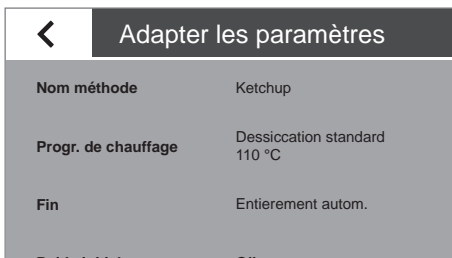 Adapter les paramètres
Nom méthode Ketchup
Progr. de chauffage Dessiccation standard
110 °C
Fin Entierement autom.